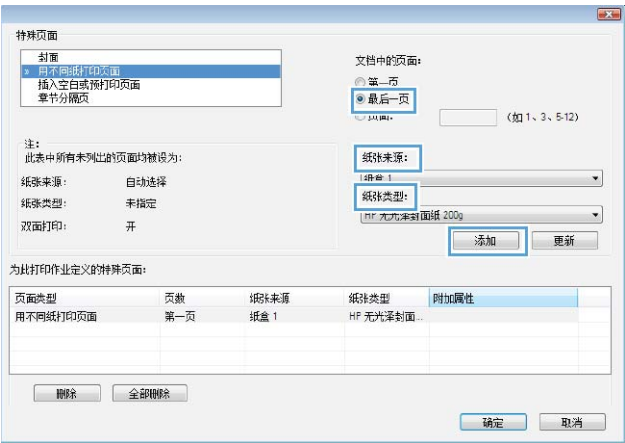 特殊页面
封面
» 用不同纸打印页面
插入空白或预打印页面
章节分隔页
文档中的页面:
第一页
最后一页
页面:
(如 1、3、5-12)
注:
此表中所有未列出的页面均被设为:
纸张来源: 自动选择
纸张类型: 未指定
双面打印: 开
纸张来源:
纸盒 1
纸张类型:
HP 无光泽封面纸 200g
添加 更新
为此打印作业定义的特殊页面:
页面类型 页数 纸张来源 纸张类型 附加属性
用不同纸打印页面 第一页 纸盒 1 HP 无光泽封面...
删除 全部删除
确定 取消